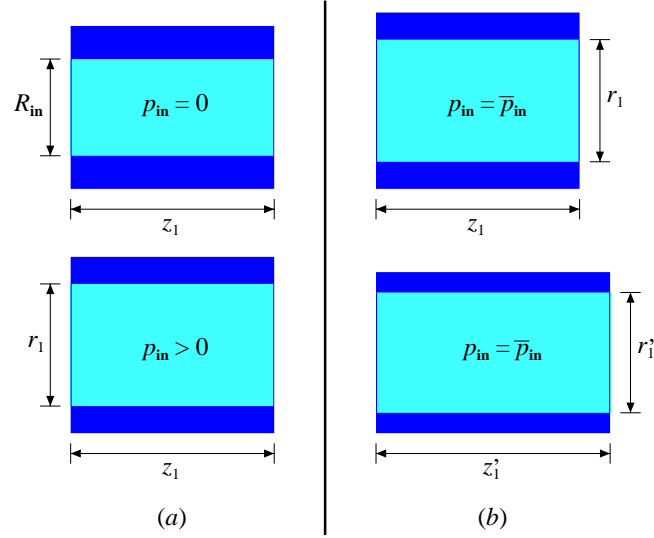 R_in
p_in = 0
z_1
r_1
p_in > 0
z_1
(a)
p_in = p̅_in
r_1
z_1
p_in = p̅_in
r_1’
z_1’
(b)